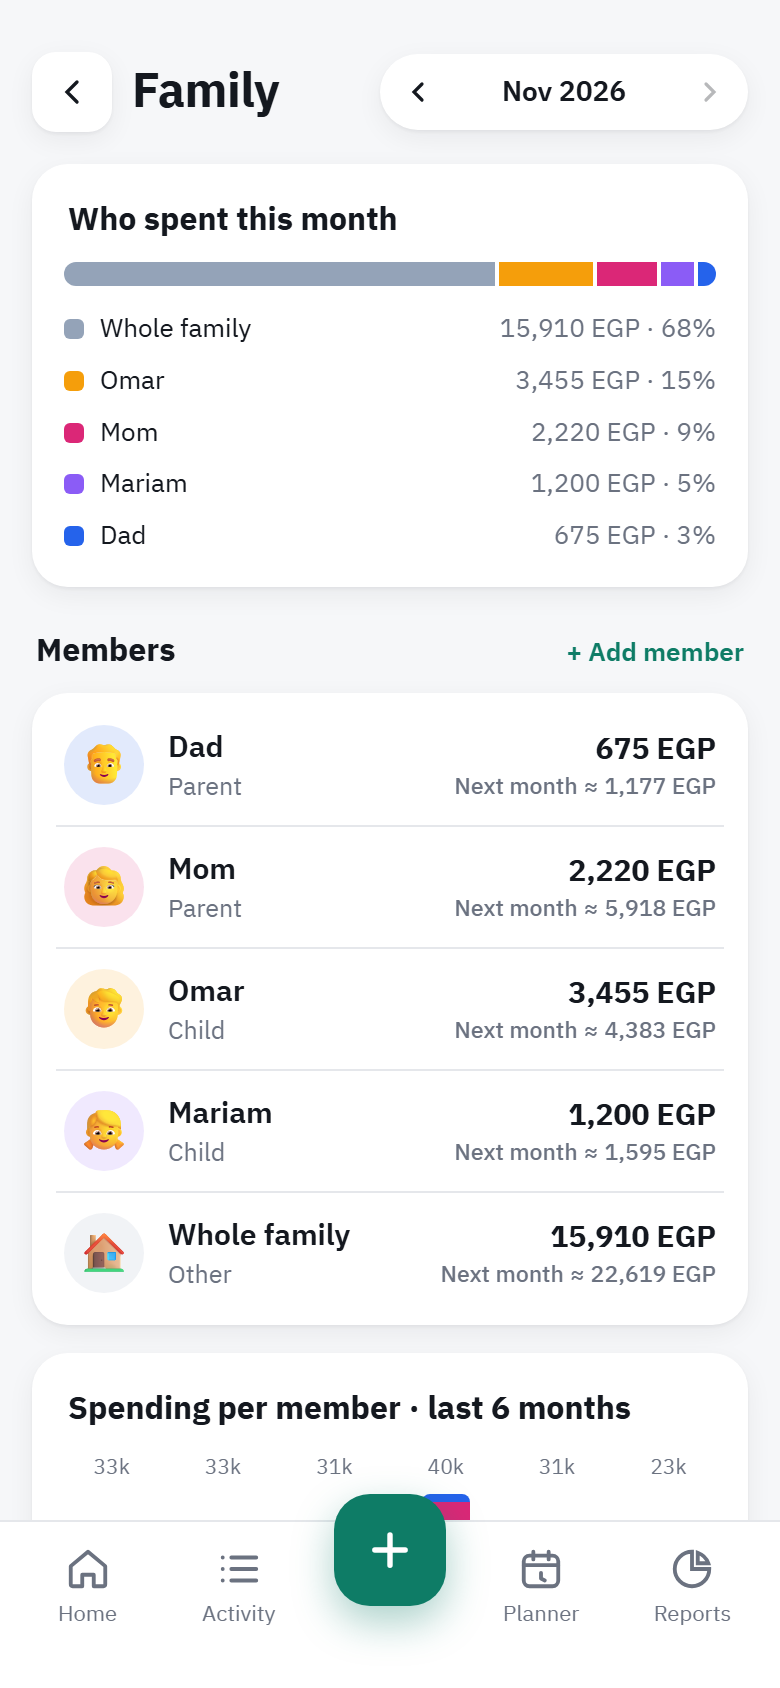 Family
Nov 2026
Who spent this month
Whole family 15,910 EGP · 68%
Omar 3,455 EGP · 15%
Mom 2,220 EGP · 9%
Mariam 1,200 EGP · 5%
Dad 675 EGP · 3%
Members + Add member
Dad 675 EGP
Parent Next month ≈ 1,177 EGP
Mom 2,220 EGP
Parent Next month ≈ 5,918 EGP
Omar 3,455 EGP
Child Next month ≈ 4,383 EGP
Mariam 1,200 EGP
Child Next month ≈ 1,595 EGP
Whole family 15,910 EGP
Other Next month ≈ 22,619 EGP
Spending per member · last 6 months
33k 33k 31k 40k 31k 23k
Home Activity Planner Reports